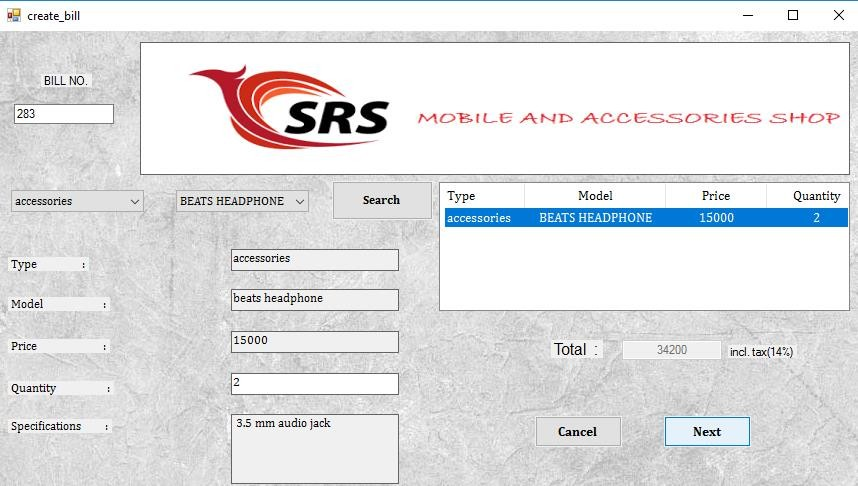 create_bill
BILL NO.
283
SRS
MOBILE AND ACCESSORIES SHOP
accessories
BEATS HEADPHONE
Search
Type Model Price Quantity
accessories BEATS HEADPHONE 15000 2
Type : accessories
Model : beats headphone
Price : 15000
Quantity : 2
Specifications : 3.5 mm audio jack
Total : 34200 incl. tax(14%)
Cancel
Next